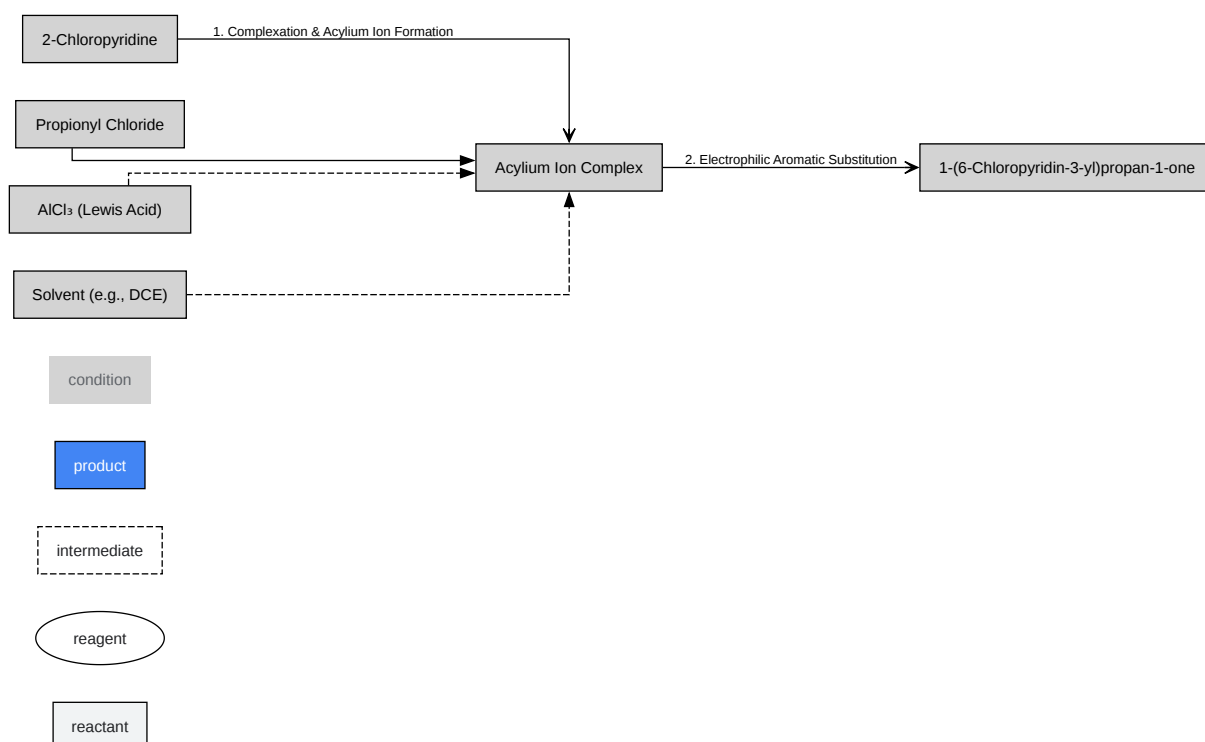 2-Chloropyridine
1. Complexation & Acylium Ion Formation
Propionyl Chloride
Acylium Ion Complex
2. Electrophilic Aromatic Substitution
1-(6-Chloropyridin-3-yl)propan-1-one
AlCl₃ (Lewis Acid)
Solvent (e.g., DCE)
condition
product
intermediate
reagent
reactant